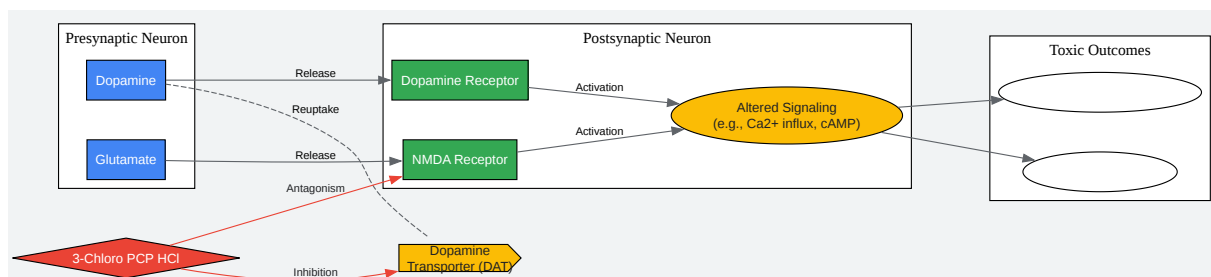 Presynaptic Neuron
Postsynaptic Neuron
Toxic Outcomes
Dopamine
Release
Dopamine Receptor
Reuptake
Activation
Altered Signaling
(e.g., Ca2+ influx, cAMP)
Activation
Glutamate
Release
NMDA Receptor
Antagonism
3-Chloro PCP HCl
Inhibition
Dopamine
Transporter (DAT)